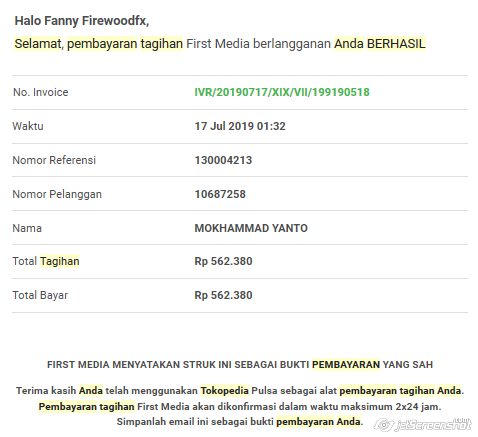 Halo Fanny Firewoodfx,
Selamat, pembayaran tagihan First Media berlangganan Anda BERHASIL
No. Invoice IVR/20190717/XIX/VII/199190518
Waktu 17 Jul 2019 01:32
Nomor Referensi 130004213
Nomor Pelanggan 10687258
Nama MOKHAMMAD YANTO
Total Tagihan Rp 562.380
Total Bayar Rp 562.380
FIRST MEDIA MENYATAKAN STRUK INI SEBAGAI BUKTI PEMBAYARAN YANG SAH
Terima kasih Anda telah menggunakan Tokopedia Pulsa sebagai alat pembayaran tagihan Anda.
Pembayaran tagihan First Media akan dikonfirmasi dalam waktu maksimum 2x24 jam.
Simpanlah email ini sebagai bukti pembayaran Anda.
jetScreenshot